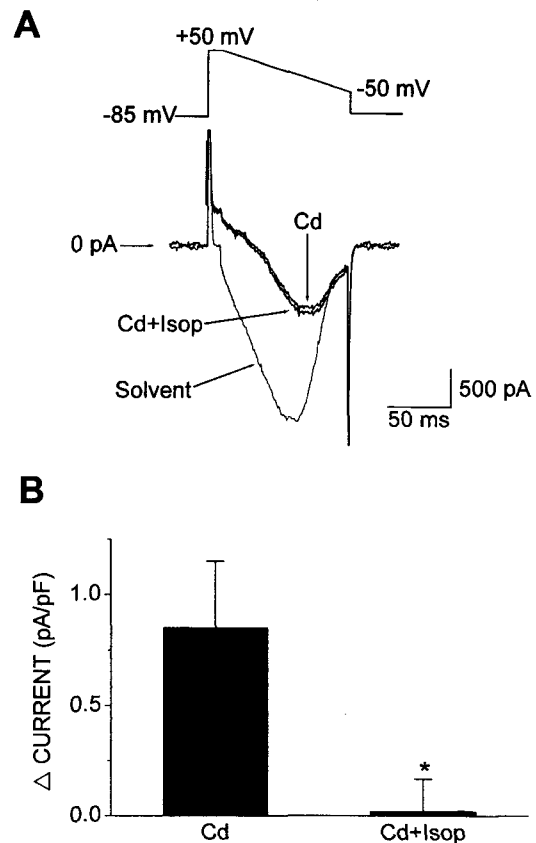 A
+50 mV
-50 mV
-85 mV
Cd
0 pA
Cd+Isop
Solvent
500 pA
50 ms
B
△ CURRENT (pA/pF)
1.0
0.5
*
0.0
Cd Cd+Isop